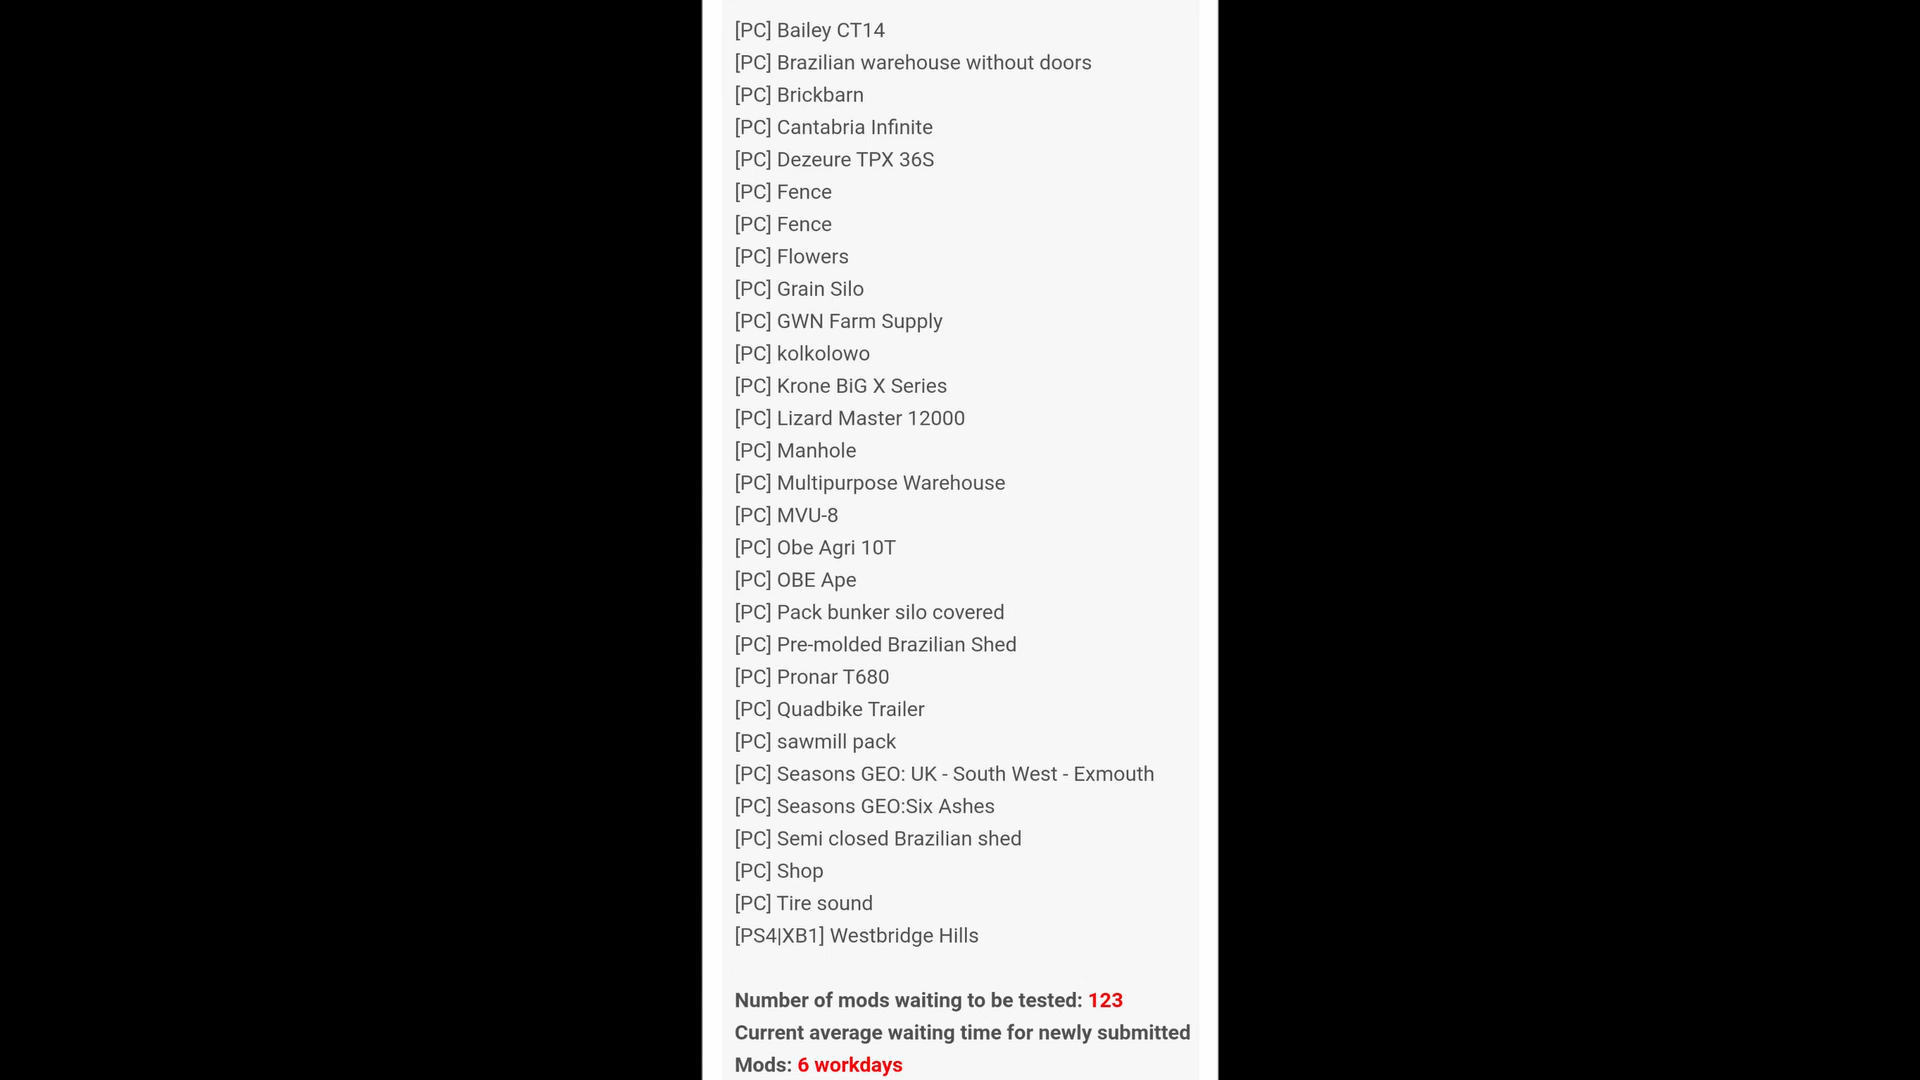 [PC] Bailey CT14
[PC] Brazilian warehouse without doors
[PC] Brickbarn
[PC] Cantabria Infinite
[PC] Dezeure TPX 36S
[PC] Fence
[PC] Fence
[PC] Flowers
[PC] Grain Silo
[PC] GWN Farm Supply
[PC] kolkolowo
[PC] Krone BiG X Series
[PC] Lizard Master 12000
[PC] Manhole
[PC] Multipurpose Warehouse
[PC] MVU-8
[PC] Obe Agri 10T
[PC] OBE Ape
[PC] Pack bunker silo covered
[PC] Pre-molded Brazilian Shed
[PC] Pronar T680
[PC] Quadbike Trailer
[PC] sawmill pack
[PC] Seasons GEO: UK - South West - Exmouth
[PC] Seasons GEO:Six Ashes
[PC] Semi closed Brazilian shed
[PC] Shop
[PC] Tire sound
[PS4|XB1] Westbridge Hills
Number of mods waiting to be tested: 123
Current average waiting time for newly submitted
Mods: 6 workdays